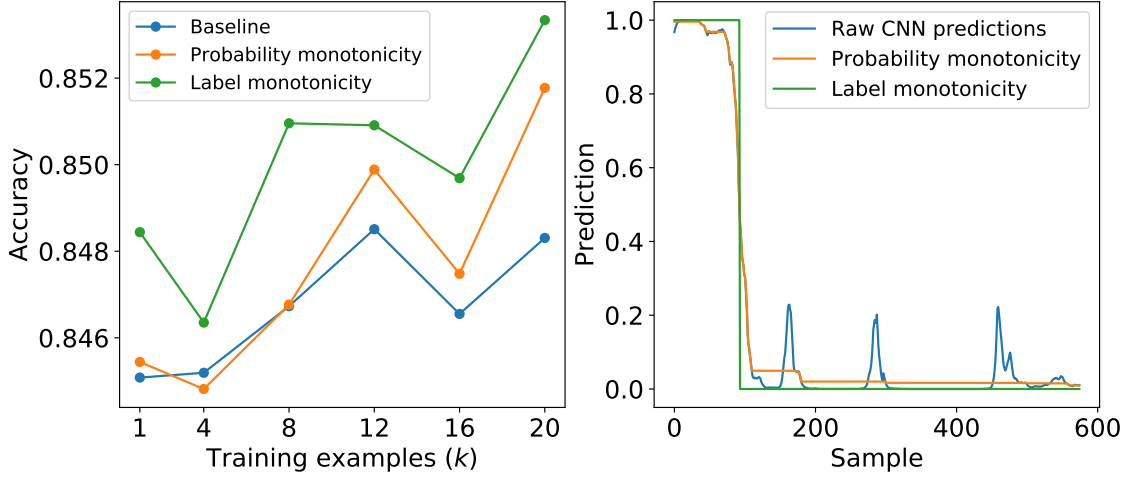 Baseline
Probability monotonicity
Label monotonicity
0.852
0.850
0.848
0.846
Accuracy
1 4 8 12 16 20
Training examples (k)
Raw CNN predictions
Probability monotonicity
Label monotonicity
1.0
0.8
0.6
0.4
0.2
0.0
Prediction
0 200 400 600
Sample